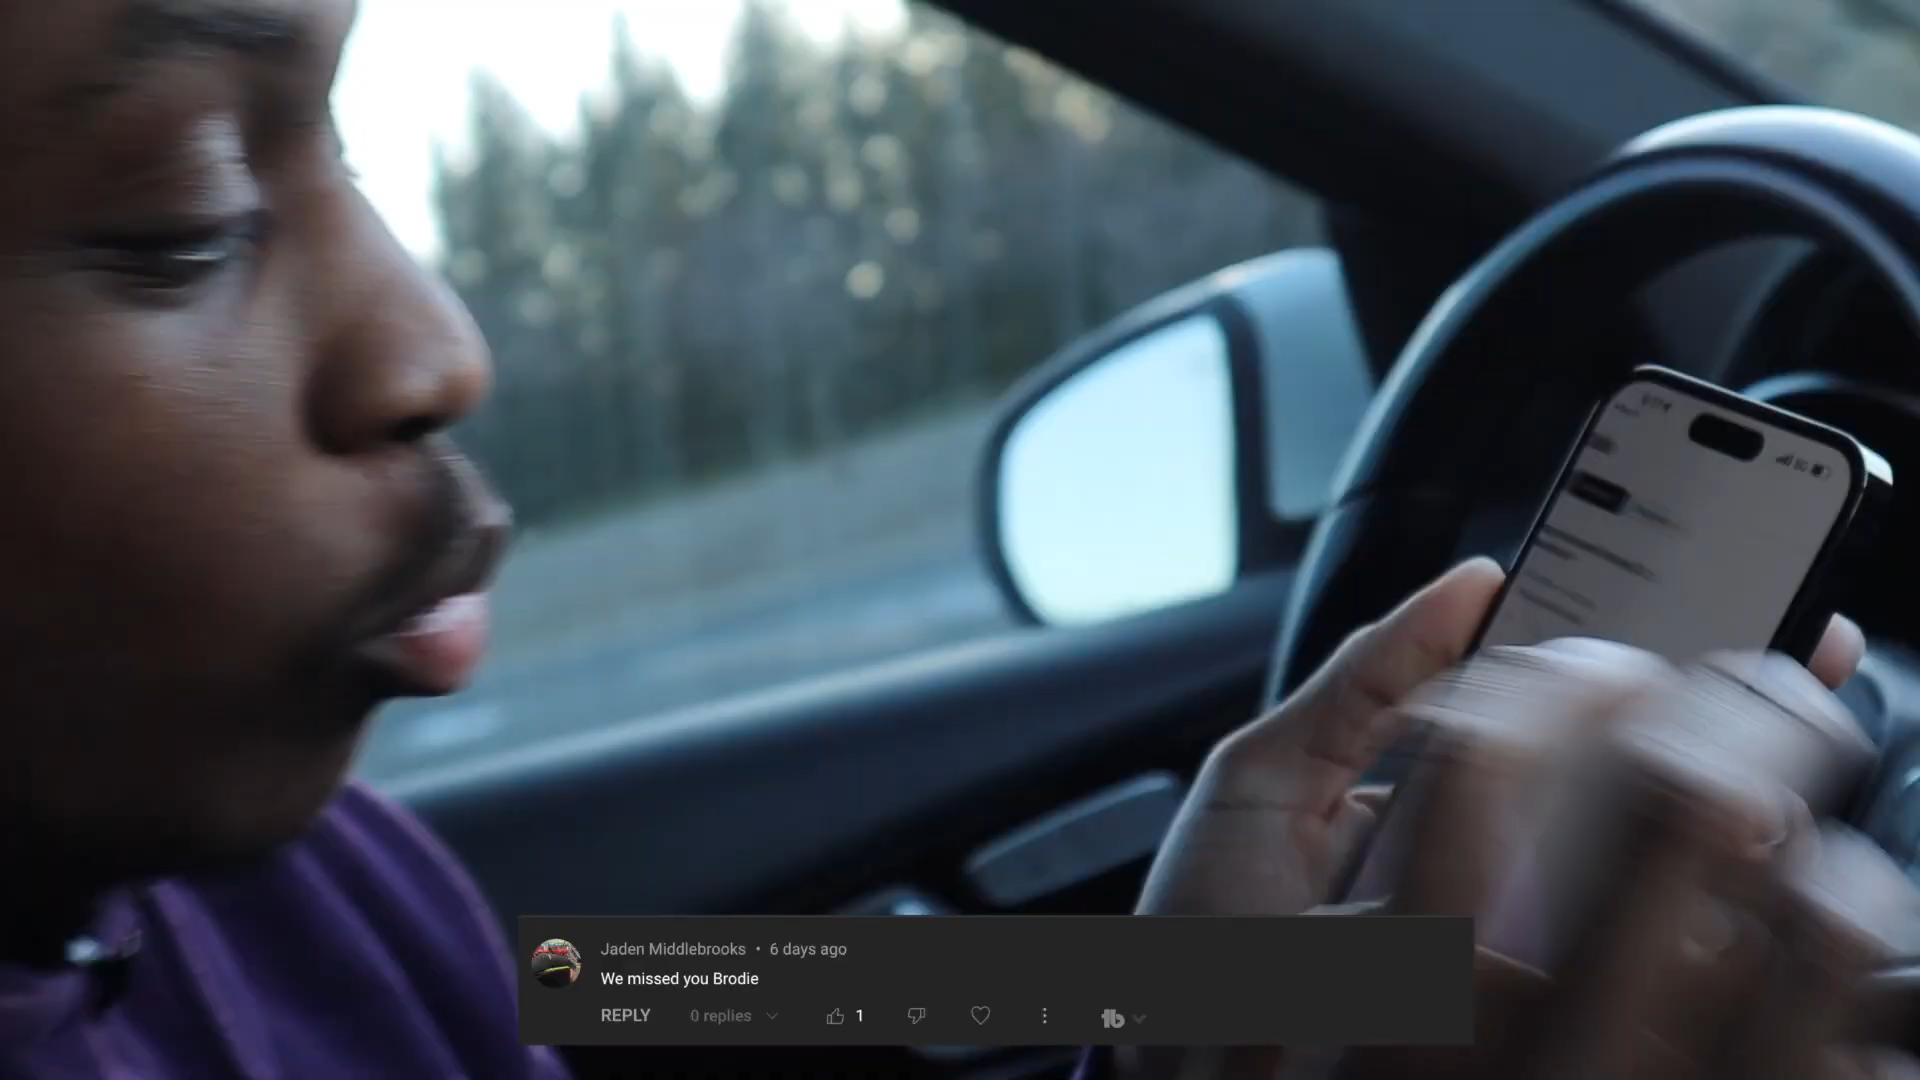 Jaden Middlebrooks • 6 days ago
We missed you Brodie
REPLY 0 replies 1